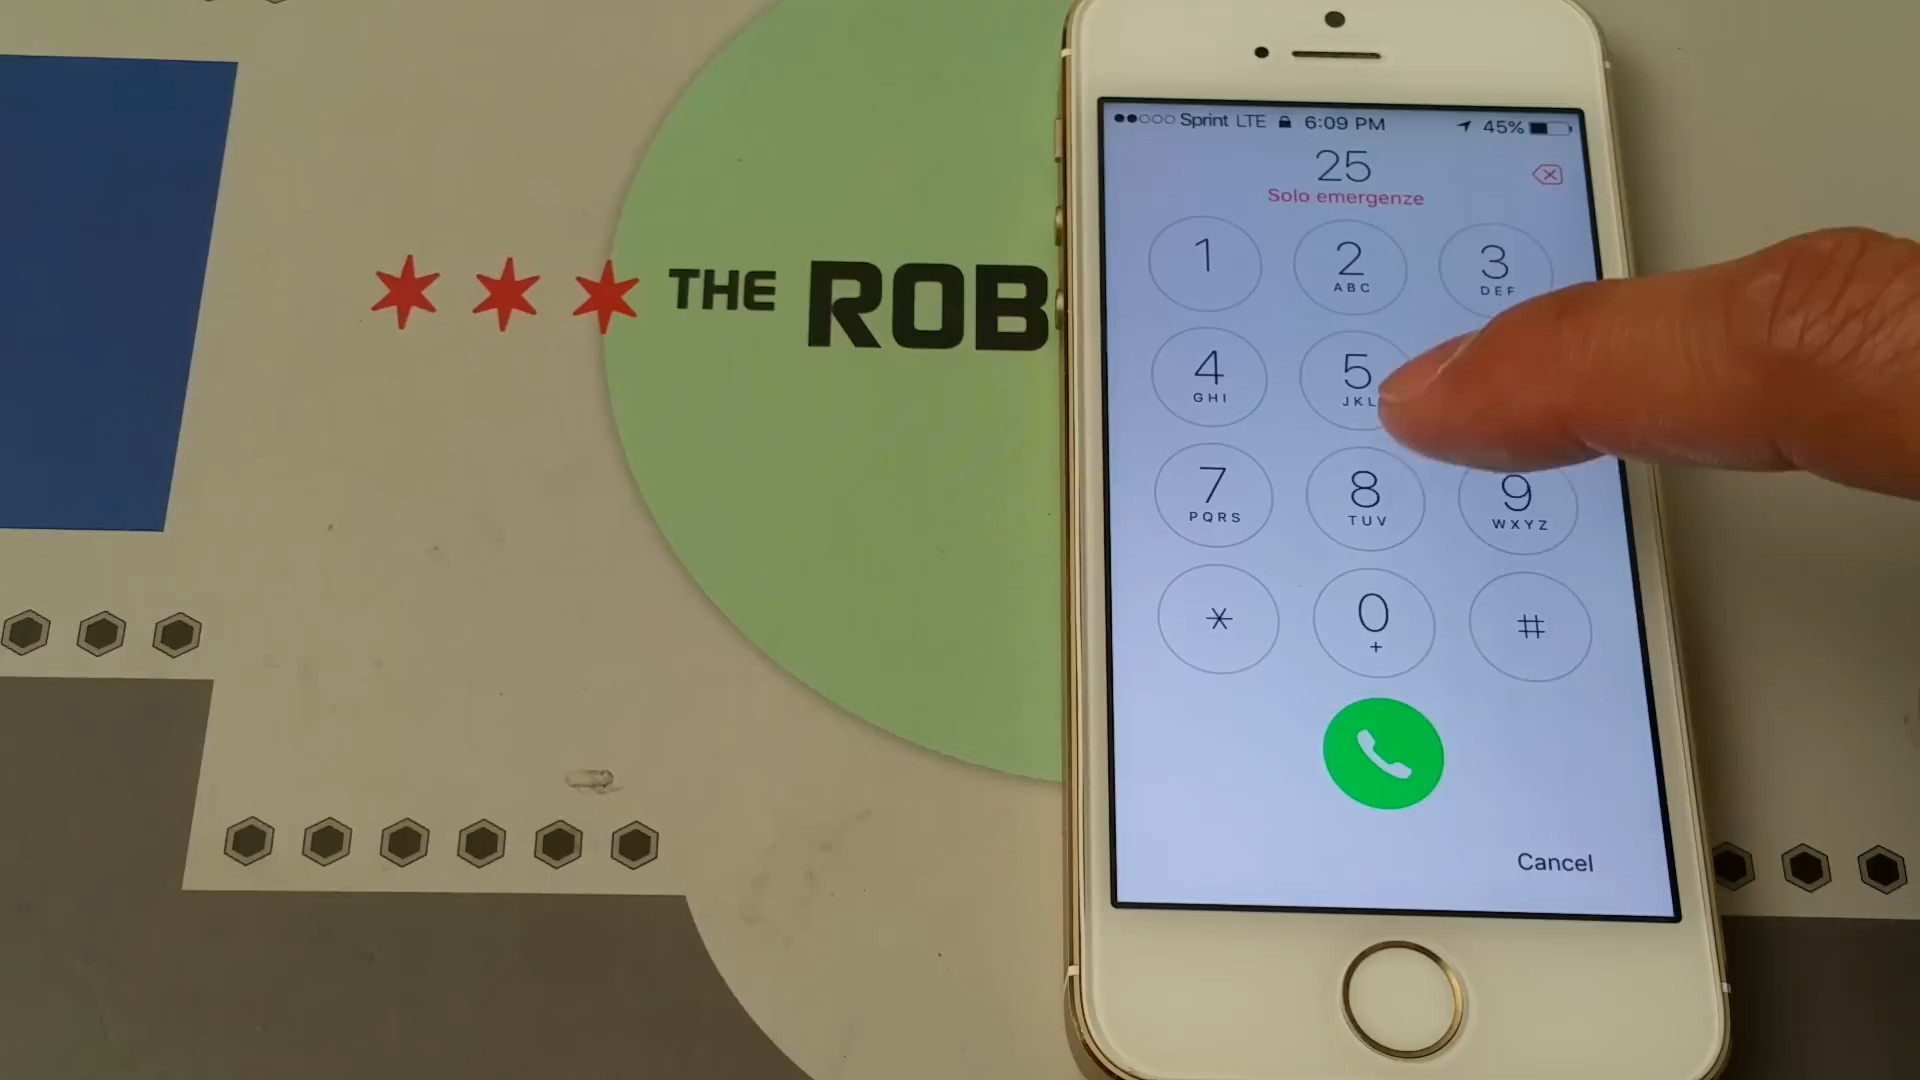 THE ROB
Sprint LTE 6:09 PM 45%
25
Solo emergenze
1
2 ABC
3 DEF
4 GHI
5 JKL
7 PQRS
8 TUV
9 WXYZ
*
0 +
#
Cancel